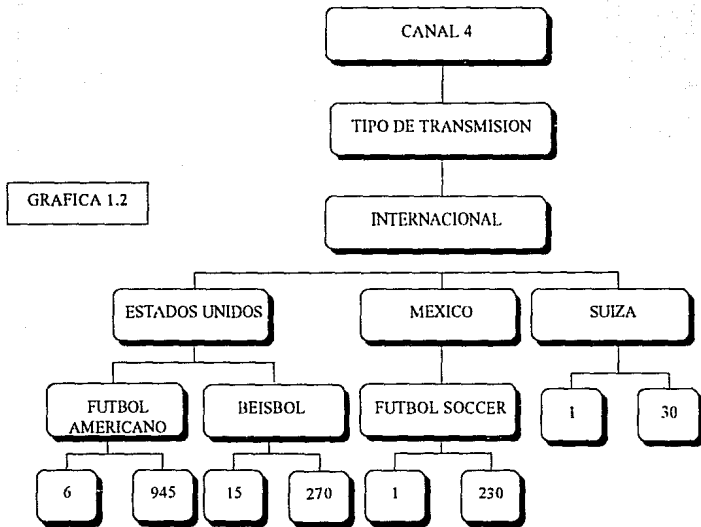 CANAL 4
TIPO DE TRANSMISION
GRAFICA 1.2
INTERNACIONAL
ESTADOS UNIDOS
MEXICO
SUIZA
FUTBOL
AMERICANO
BEISBOL
FUTBOL SOCCER
1
30
6
945
15
270
1
230